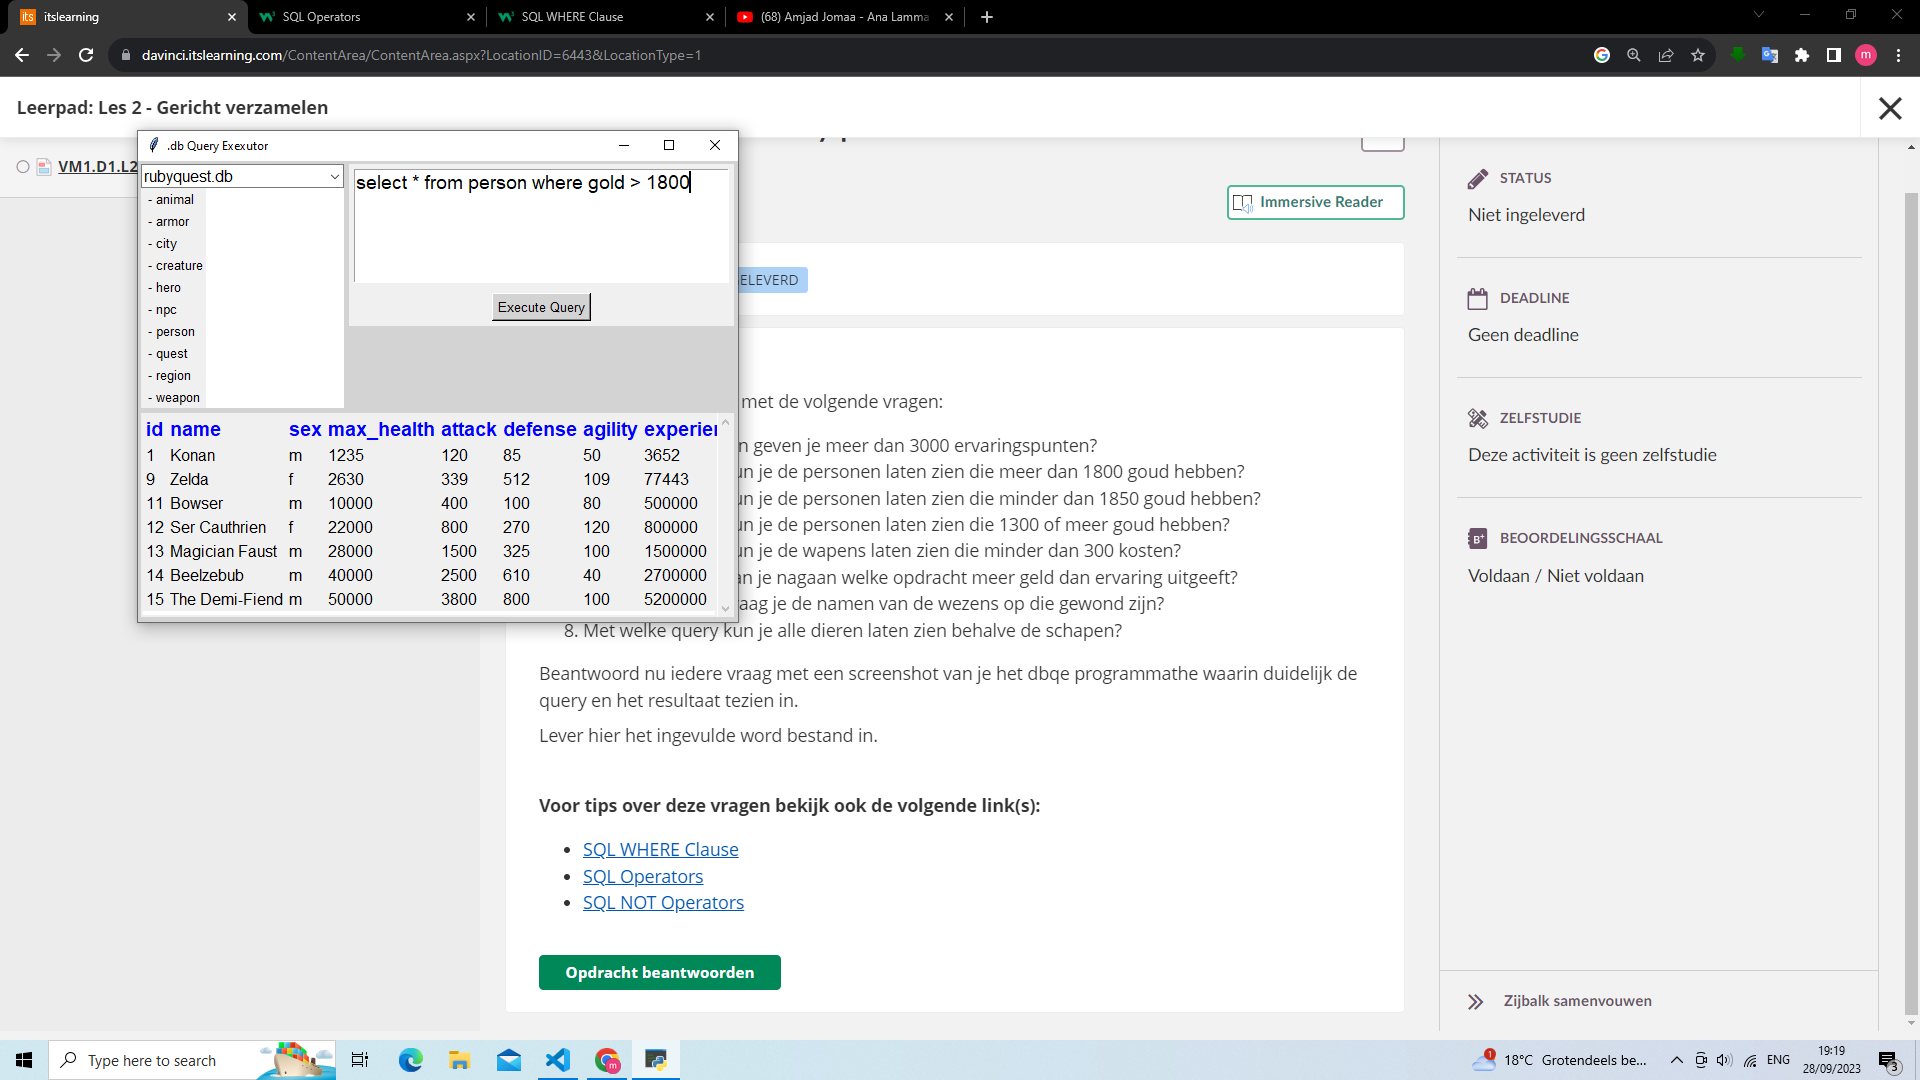 itslearning
SQL Operators
SQL WHERE Clause
(68) Amjad Jomaa - Ana Lamma
davinci.itslearning.com/ContentArea/ContentArea.aspx?LocationID=6443&LocationType=1
m
Leerpad: Les 2 - Gericht verzamelen
VM1.D1.L2
.db Query Exexutor
rubyquest.db
- animal
- armor
- city
- creature
- hero
- npc
- person
- quest
- region
- weapon
select * from person where gold > 1800
Execute Query
id name sex max_health attack defense agility experien
1 Konan m 1235 120 85 50 3652
9 Zelda f 2630 339 512 109 77443
11 Bowser m 10000 400 100 80 500000
12 Ser Cauthrien f 22000 800 270 120 800000
13 Magician Faust m 28000 1500 325 100 1500000
14 Beelzebub m 40000 2500 610 40 2700000
15 The Demi-Fiend m 50000 3800 800 100 5200000
Immersive Reader
ELEVERD
met de volgende vragen:
n geven je meer dan 3000 ervaringspunten?
un je de personen laten zien die meer dan 1800 goud hebben?
un je de personen laten zien die minder dan 1850 goud hebben?
un je de personen laten zien die 1300 of meer goud hebben?
un je de wapens laten zien die minder dan 300 kosten?
an je nagaan welke opdracht meer geld dan ervaring uitgeeft?
raag je de namen van de wezens op die gewond zijn?
8. Met welke query kun je alle dieren laten zien behalve de schapen?
Beantwoord nu iedere vraag met een screenshot van je het dbqe programmathe waarin duidelijk de
query en het resultaat tezien in.
Lever hier het ingevulde word bestand in.
Voor tips over deze vragen bekijk ook de volgende link(s):
• SQL WHERE Clause
• SQL Operators
• SQL NOT Operators
Opdracht beantwoorden
STATUS
Niet ingeleverd
DEADLINE
Geen deadline
ZELFSTUDIE
Deze activiteit is geen zelfstudie
BEOORDELINGSSCHAAL
Voldaan / Niet voldaan
Zijbalk samenvouwen
Type here to search
18°C Grotendeels be...
ENG
19:19
28/09/2023
3